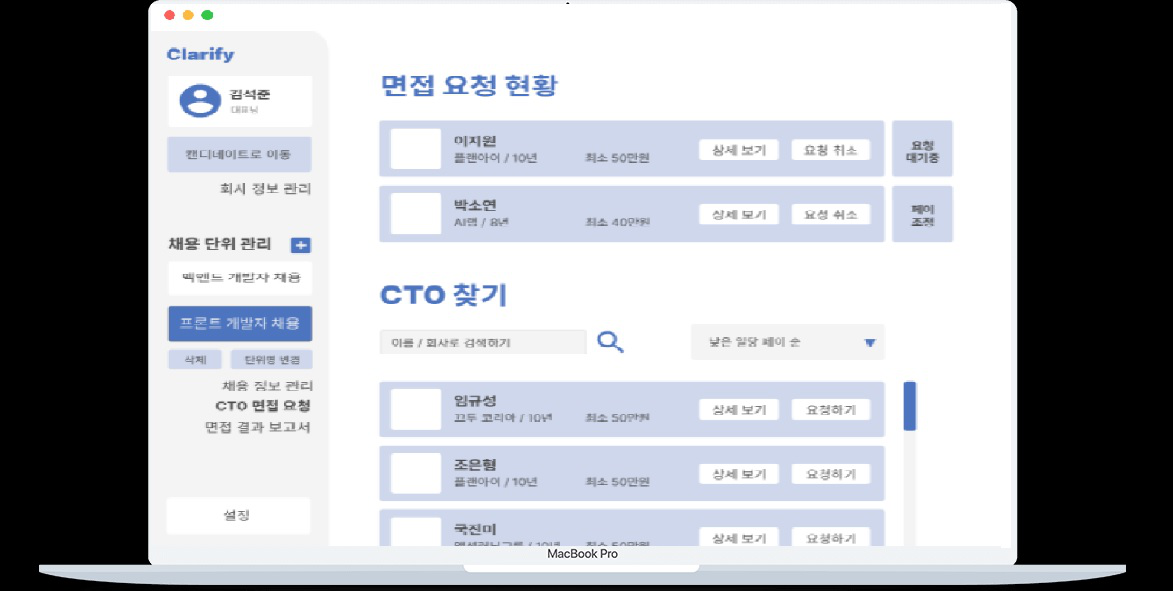 Clarify
김석준
캔디데이트로 이동
회사 정보 관리
채용 단위 관리
백엔드 개발자 채용
프론트 개발자 채용
삭제
단위명 변경
채용 정보 관리
CTO 면접 요청
면접 결과 보고서
설정
면접 요청 현황
이지원
플랜아이 / 10년
최소 50만원
상세 보기
요청 취소
요청
대기중
박소연
AI랩 / 8년
최소 40만원
상세 보기
요청 취소
페이
조정
CTO 찾기
이름 / 회사로 검색하기
낮은 일당 페이 순
임규성
끄투 코리아 / 10년
최소 50만원
상세 보기
요청하기
조은형
플랜아이 / 10년
최소 50만원
상세 보기
요청하기
국진미
최소 50만원
상세 보기
요청하기
MacBook Pro